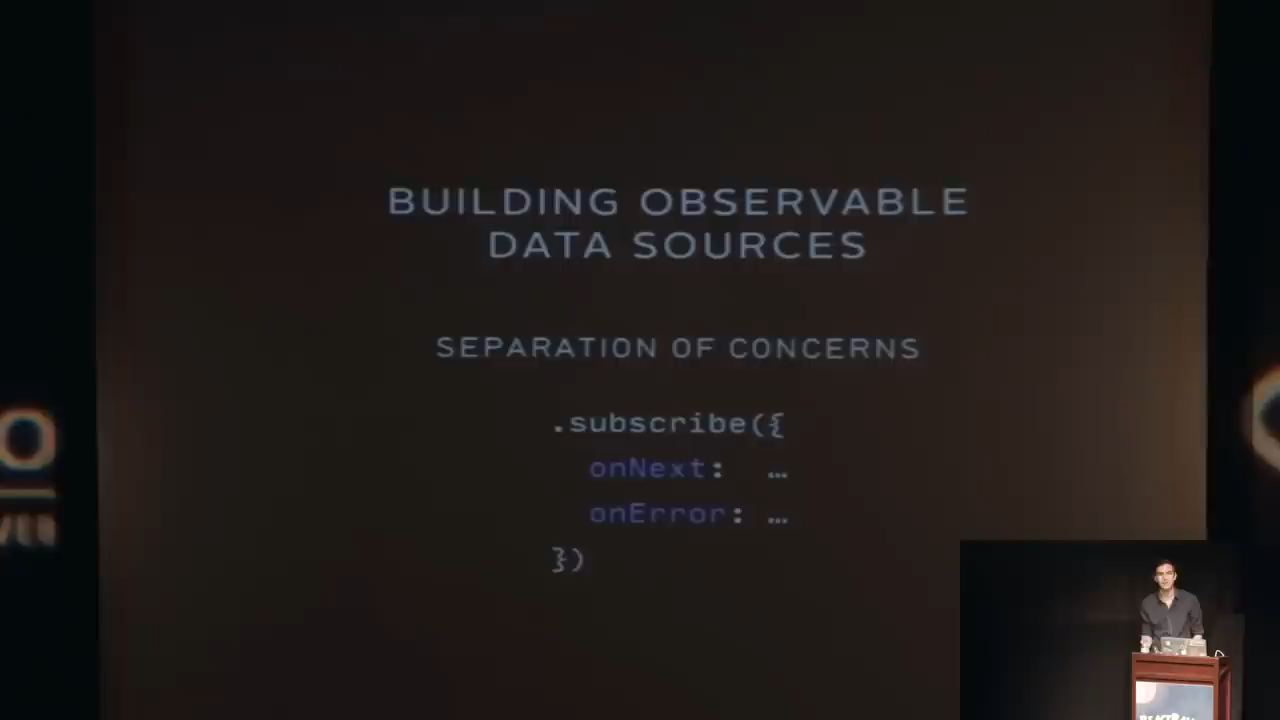 BUILDING OBSERVABLE
DATA SOURCES
SEPARATION OF CONCERNS
.subscribe({
onNext: …
onError: …
})